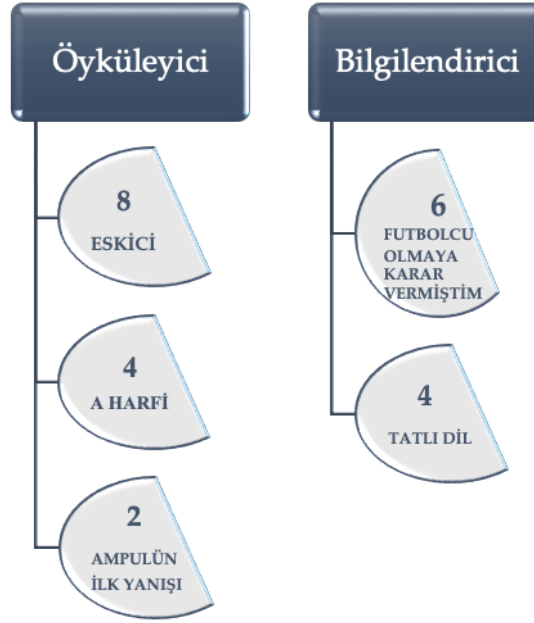 Öyküleyici
8
ESKİCİ
4
A HARFİ
2
AMPULÜN
İLK YANIŞI
Bilgilendirici
6
FUTBOLCU
OLMAYA
KARAR
VERMİŞTİM
4
TATLI DİL